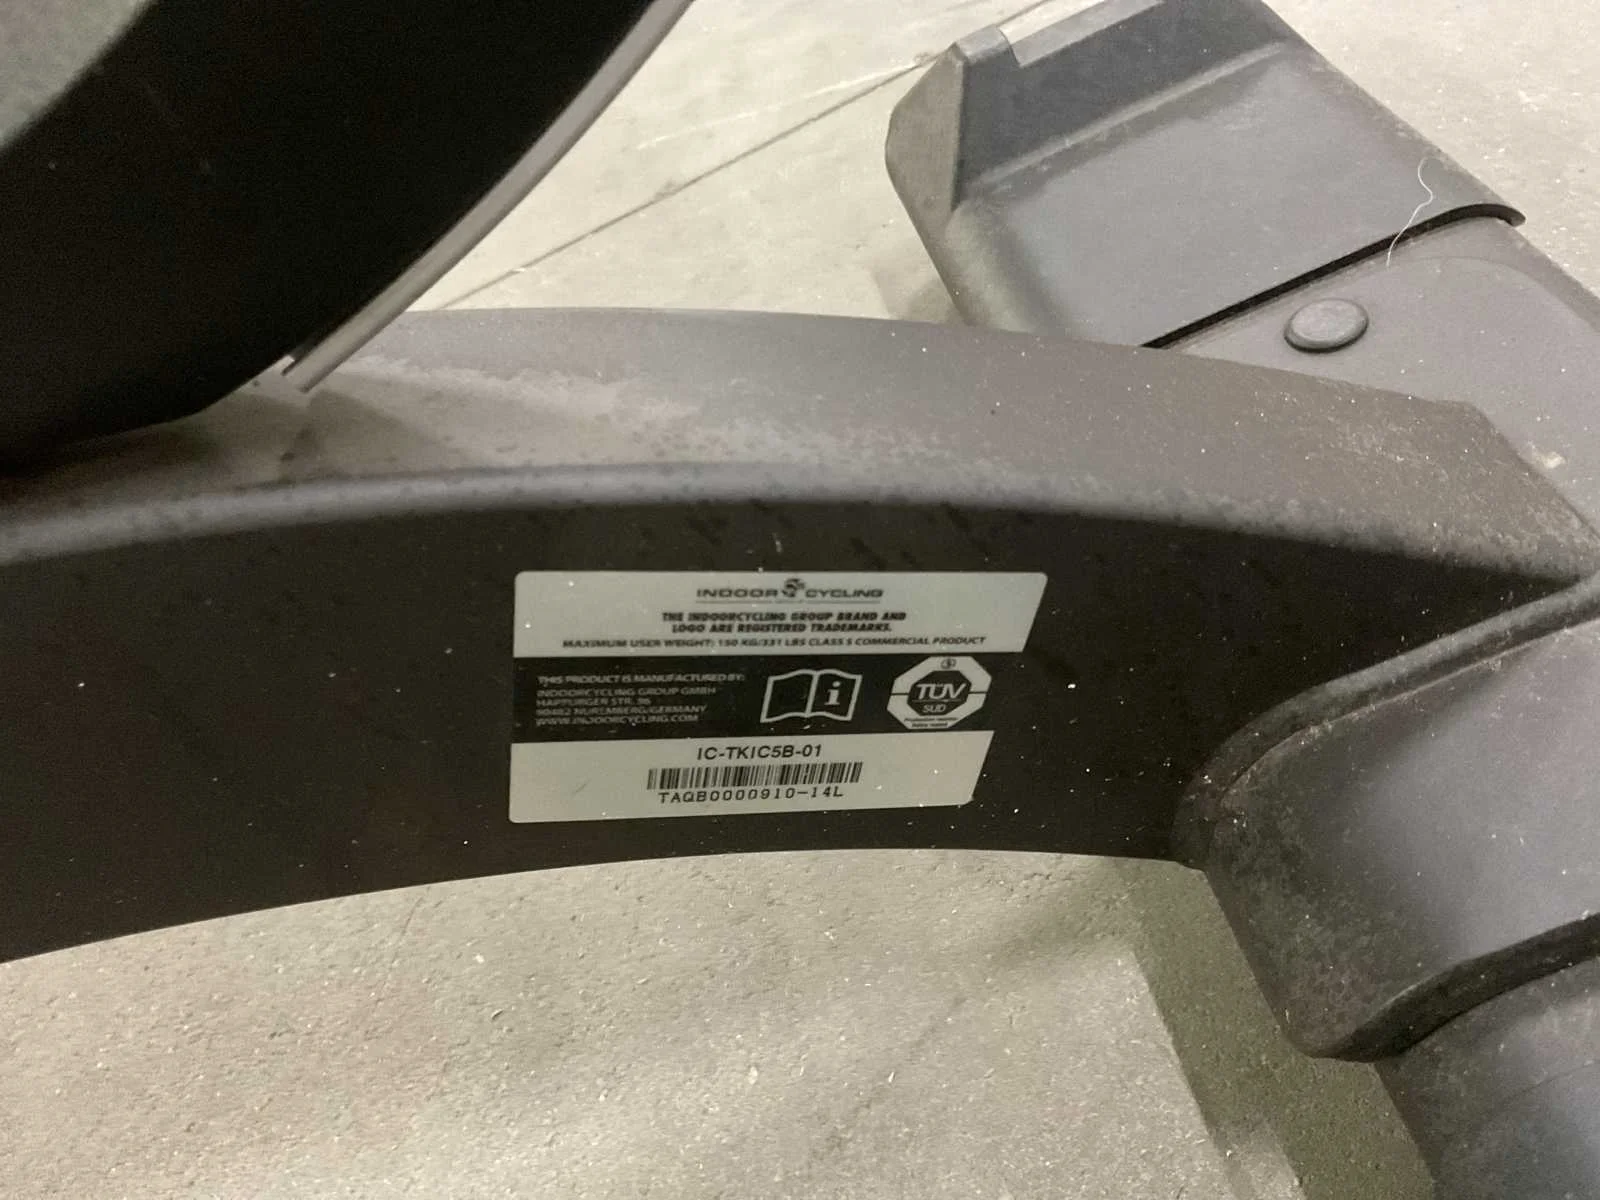 INDOOR CYCLING
THE INDOORCYCLING GROUP BRAND AND
LOGO ARE REGISTERED TRADEMARKS.
MAXIMUM USER WEIGHT: 150 KG/331 LBS CLASS S COMMERCIAL PRODUCT
THIS PRODUCT IS MANUFACTURED BY:
INDOORCYCLING GROUP GMBH
HAPPURGER STR. 86
90482 NUREMBERG/GERMANY
WWW.INDOORCYCLING.COM
i
TÜV
SÜD
IC-TKIC5B-01
TAQB0000910-14L